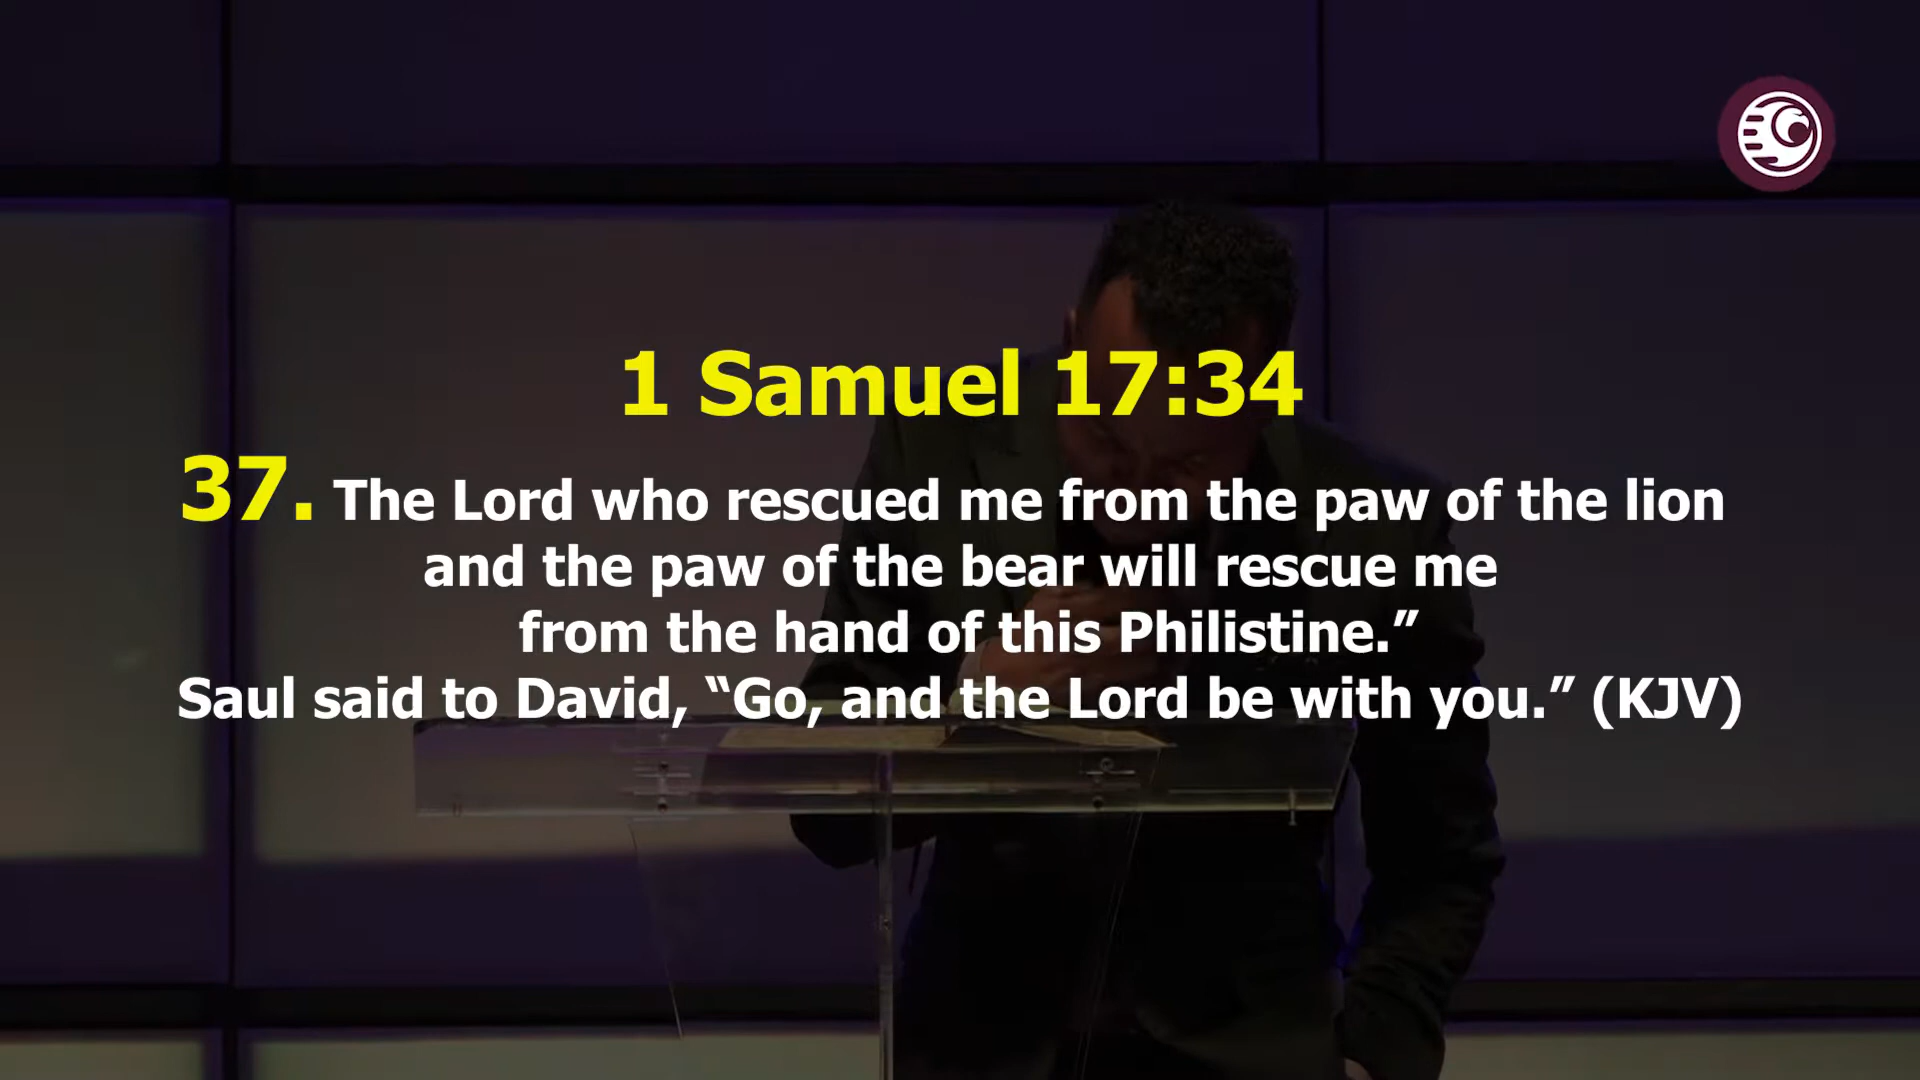 1 Samuel 17:34
37. The Lord who rescued me from the paw of the lion
and the paw of the bear will rescue me
from the hand of this Philistine.”
Saul said to David, “Go, and the Lord be with you.” (KJV)